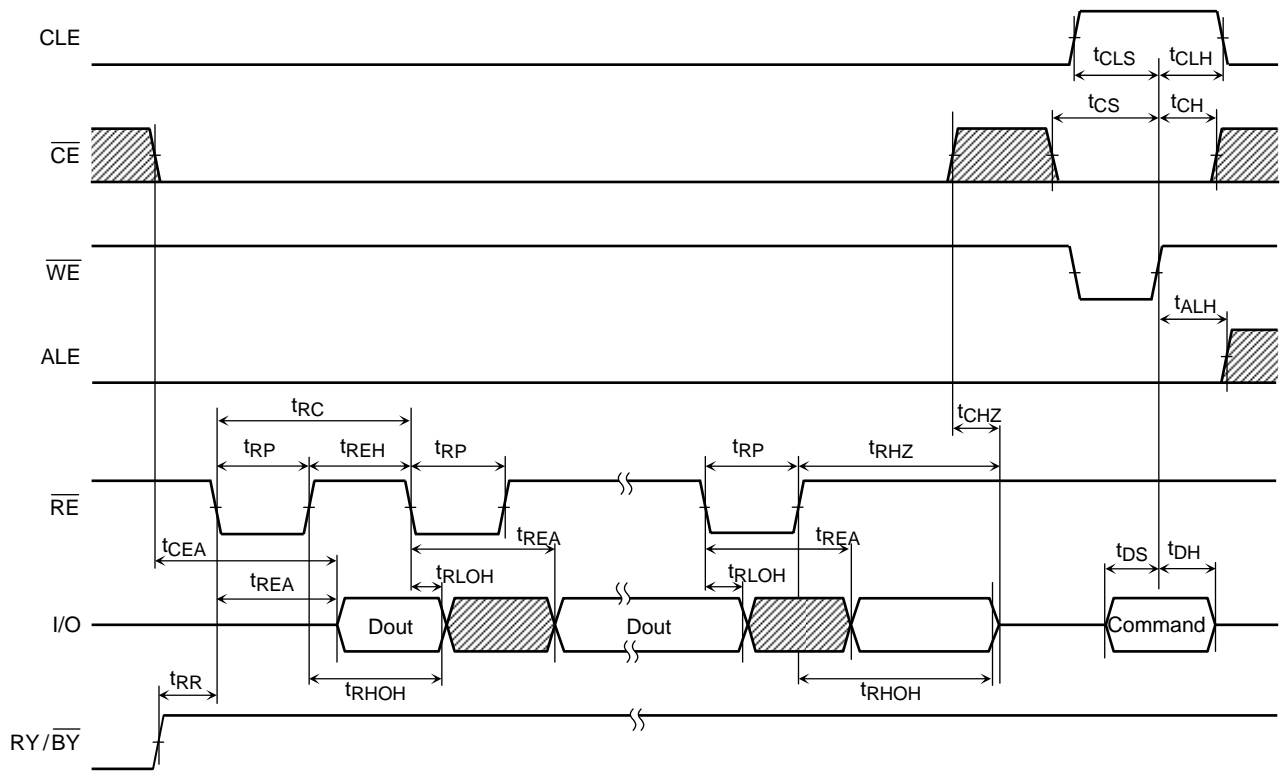 CLE
tCLS tCLH
tCS tCH
CE
WE
tALH
ALE
tRC
tCHZ
tRP tREH tRP tRP tRHZ
RE
tCEA tREA tREA tDS tDH
tREA tRLOH tRLOH
I/O Dout Dout Command
tRR tRHOH tRHOH
RY/BY